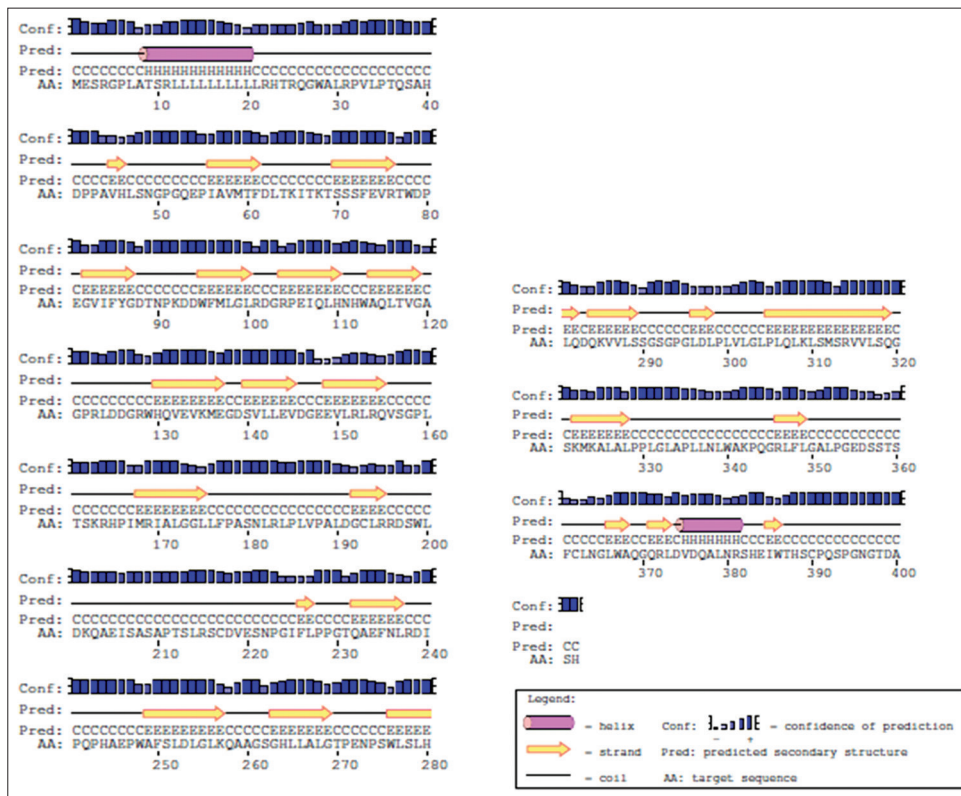 Conf:
Pred:
Pred: CCCCCCCCHHHHHHHHHHHHCCCCCCCCCCCCCCCCCCCC
AA: MESRGPLATSRLLLLLLLLLLRHTRQGWALRPVLPTQSAH
10 20 30 40
Conf:
Pred:
Pred: CCCCEECCCCCCCCCEEEEEECCCCCCCCEEEEEEECCCC
AA: DPPAVHLSNGPGQEPIAVMTFDLTKITKTSSSFEVRTWDP
50 60 70 80
Conf:
Pred:
Pred: CEEEEEECCCCCCCEEEEEECCCEEEEEEECCCEEEEEEC
AA: EGVIFYGDTNPKDDWFMLGLRDGRPEIQLHNHWAQLTVGA
90 100 110 120
Conf:
Pred:
Pred: CCCCCCCCCEEEEEEEECCEEEEEECCCEEEEEEECCCCC
AA: GPRLDDGRWHQVEVKMEGDSVLLEVDGEEVLRLRQVSGPL
130 140 150 160
Conf:
Pred:
Pred: CCCCCCCEEEEEEEECCCCCCCCCCCCCCCCEEEECCCCC
AA: TSKRHPIMRIALGGLLFPASNLRLPLVPALDGCLRRDSWL
170 180 190 200
Conf:
Pred:
Pred: CCCCCCCCCCCCCCCCCCCCCCCCCEECCCCEEEEEECCC
AA: DKQAEISASAPTSLRSCDVESNPGIFLPPGTQAEFNLRDI
210 220 230 240
Conf:
Pred:
Pred: CCCCCCCCEEEEEEEEECCCCCEEEEEEECCCCCCEEEEE
AA: PQPHAEPWAFSLDLGLKQAAGSGHLLALGTPENPSWLSLH
250 260 270 280
Conf:
Pred:
Pred: EECEEEEEECCCCCCEEECCCCCCEEEEEEEEEEEEEEEC
AA: LQDQKVVLSSGSGPGLDLPLVLGLPLQLKLSMSRVVLSQG
290 300 310 320
Conf:
Pred:
Pred: CEEEEEEECCCCCCCCCCCCCCCCCEEEECCCCCCCCCCC
AA: SKMKALALPPLGLAPLLNLWAKPQGRLFLGALPGEDSSTS
330 340 350 360
Conf:
Pred:
Pred: CCCCCEEECCEEECHHHHHHHCCCEECCCCCCCCCCCCCC
AA: FCLNGLWAQGQRLDVDQALNRSHEIWTHSCPQSPGNGTDA
370 380 390 400
Conf:
Pred:
Pred: CC
AA: SH
Legend:
= helix Conf: - + = confidence of prediction
= strand Pred: predicted secondary structure
= coil AA: target sequence